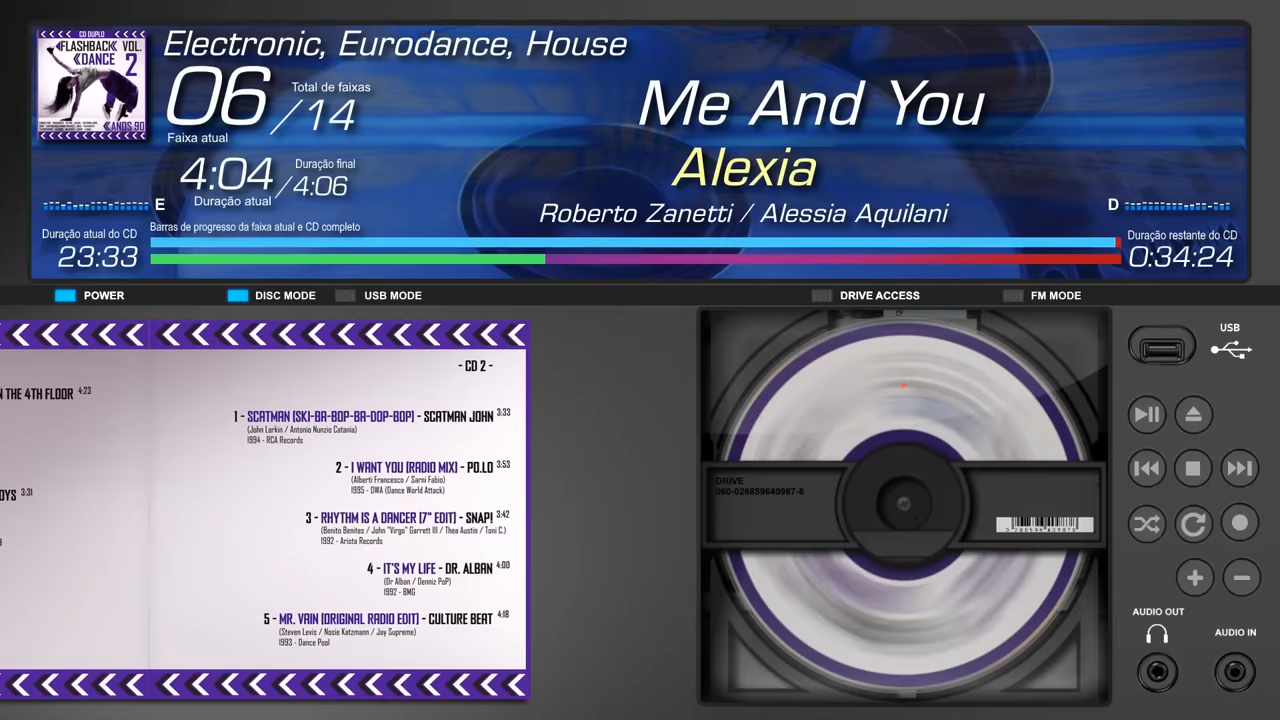 CD DUPLO
FLASHBACK VOL. 2
DANCE
ANOS 90
Electronic, Eurodance, House
06 /14
Total de faixas
Faixa atual
4:04 /4:06
Duração final
Duração atual
Me And You
Alexia
Roberto Zanetti / Alessia Aquilani
E
D
Duração atual do CD
23:33
Barras de progresso da faixa atual e CD completo
Duração restante do CD
0:34:24
POWER
DISC MODE
USB MODE
DRIVE ACCESS
FM MODE
N THE 4TH FLOOR 4:23
OYS 3:31
- CD 2 -
1 - SCATMAN (SKI-BA-BOP-BA-DOP-BOP) - SCATMAN JOHN 3:33
(John Larkin / Antonio Nunzio Catania)
1994 - RCA Records
2 - I WANT YOU (RADIO MIX) - PO.LO 3:53
(Alberti Francesco / Sarni Fabio)
1995 - DWA (Dance World Attack)
3 - RHYTHM IS A DANCER (7" EDIT) - SNAP! 3:42
(Benito Benites / John "Virgo" Garrett III / Thea Austin / Toni C.)
1992 - Arista Records
4 - IT'S MY LIFE - DR. ALBAN 4:00
(Dr Alban / Denniz PoP)
1992 - BMG
5 - MR. VAIN (ORIGINAL RADIO EDIT) - CULTURE BEAT 4:18
(Steven Levis / Nosie Katzmann / Jay Supreme)
1993 - Dance Pool
DRIVE
060-026859640987-8
USB
AUDIO OUT
AUDIO IN